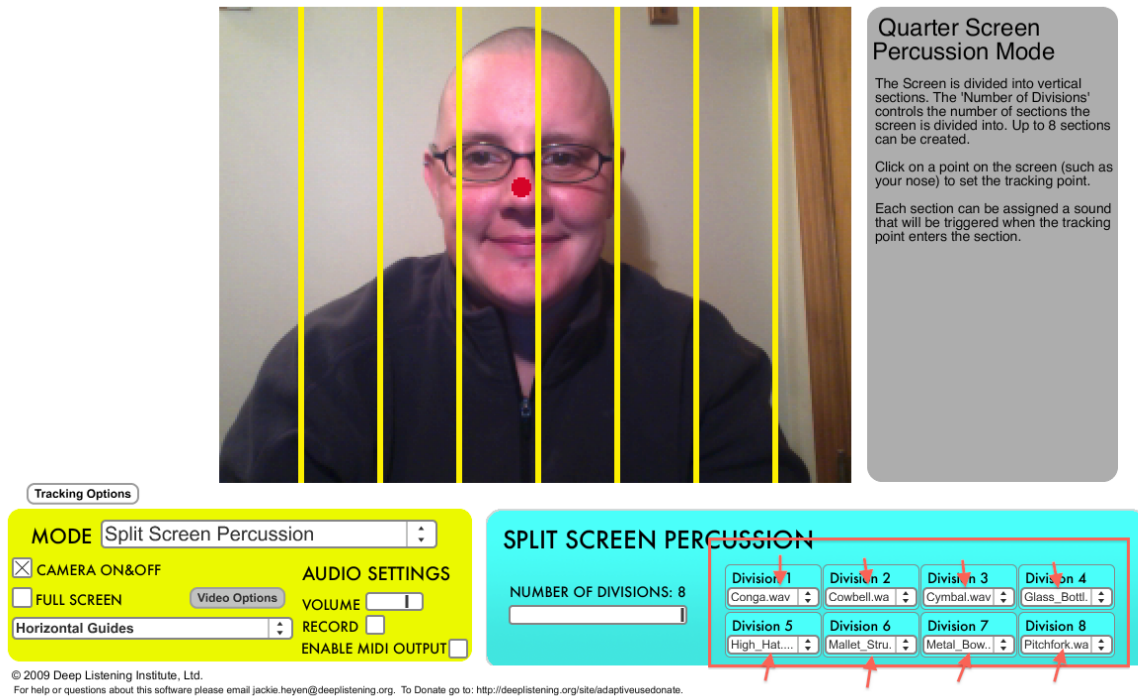 Quarter Screen
Percussion Mode
The Screen is divided into vertical
sections. The 'Number of Divisions'
controls the number of sections the
screen is divided into. Up to 8 sections
can be created.
Click on a point on the screen (such as
your nose) to set the tracking point.
Each section can be assigned a sound
that will be triggered when the tracking
point enters the section.
Tracking Options
MODE Split Screen Percussion
CAMERA ON&OFF
FULL SCREEN
Video Options
Horizontal Guides
AUDIO SETTINGS
VOLUME
RECORD
ENABLE MIDI OUTPUT
SPLIT SCREEN PERCUSSION
NUMBER OF DIVISIONS: 8
Division 1 Division 2 Division 3 Division 4
Conga.wav Cowbell.wa Cymbal.wav Glass_Bottl.
Division 5 Division 6 Division 7 Division 8
High_Hat.... Mallet_Stru. Metal_Bow.. Pitchfork.wa
© 2009 Deep Listening Institute, Ltd.
For help or questions about this software please email jackie.heyen@deeplistening.org. To Donate go to: http://deeplistening.org/site/adaptiveusedonate.